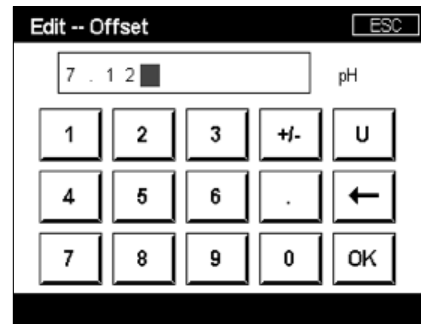 Edit -- Offset ESC
7 . 1 2 pH
1 2 3 +/- U
4 5 6 . ←
7 8 9 0 OK